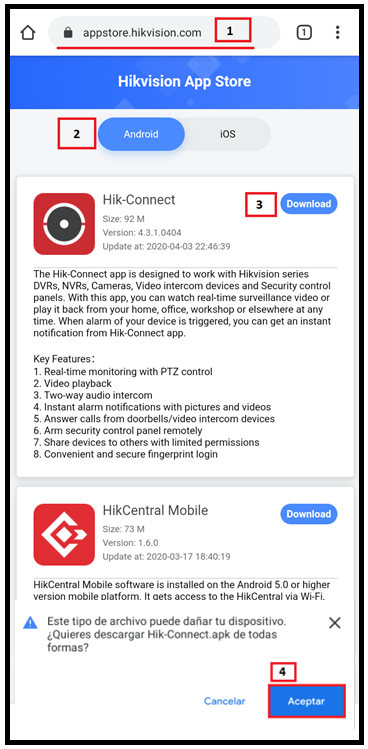 appstore.hikvision.com
1
1
Hikvision App Store
2
Android
iOS
Hik-Connect
3
Download
Size: 92 M
Version: 4.3.1.0404
Update at: 2020-04-03 22:46:39
The Hik-Connect app is designed to work with Hikvision series
DVRs, NVRs, Cameras, Video intercom devices and Security control
panels. With this app, you can watch real-time surveillance video or
play it back from your home, office, workshop or elsewhere at any
time. When alarm of your device is triggered, you can get an instant
notification from Hik-Connect app.
Key Features：
1. Real-time monitoring with PTZ control
2. Video playback
3. Two-way audio intercom
4. Instant alarm notifications with pictures and videos
5. Answer calls from doorbells/video intercom devices
6. Arm security control panel remotely
7. Share devices to others with limited permissions
8. Convenient and secure fingerprint login
HikCentral Mobile
Download
Size: 73 M
Version: 1.6.0
Update at: 2020-03-17 18:40:19
HikCentral Mobile software is installed on the Android 5.0 or higher
version mobile platform. It gets access to the HikCentral via Wi-Fi,
Este tipo de archivo puede dañar tu dispositivo.
¿Quieres descargar Hik-Connect.apk de todas
formas?
4
Cancelar
Aceptar